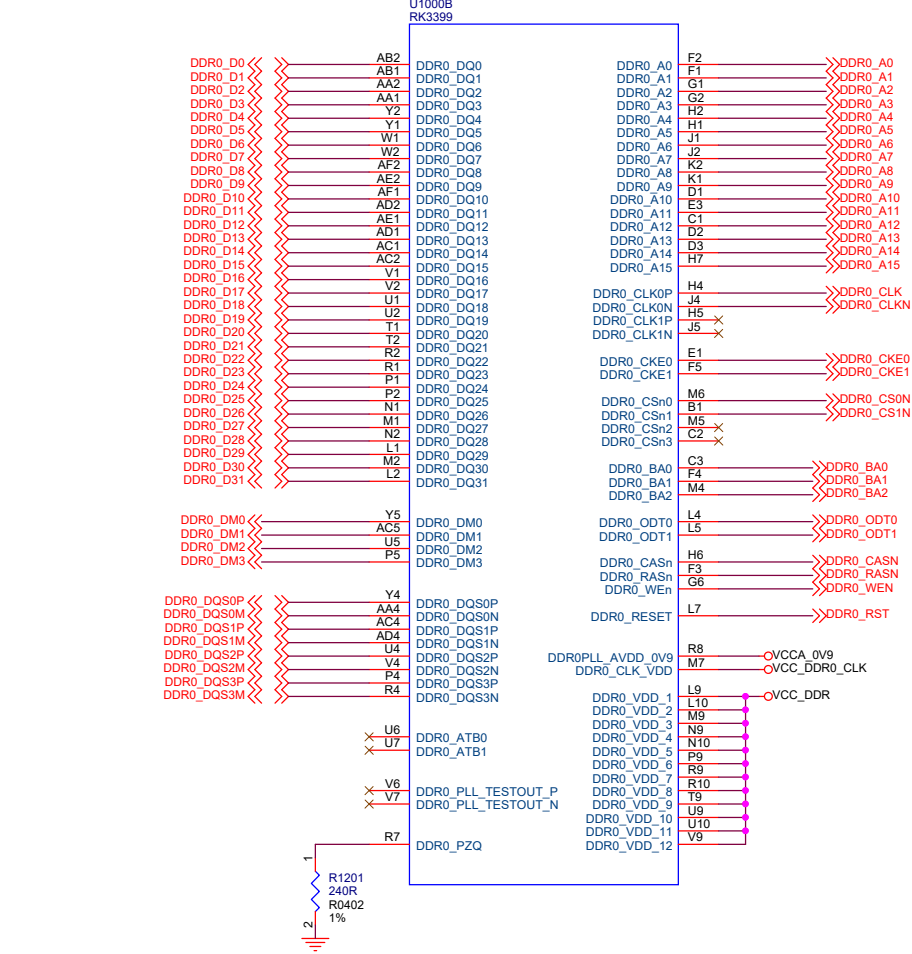 U1000B
RK3399
DDR0_D0 AB2 DDR0_DQ0 DDR0_A0 F2 DDR0_A0
DDR0_D1 AB1 DDR0_DQ1 DDR0_A1 F1 DDR0_A1
DDR0_D2 AA2 DDR0_DQ2 DDR0_A2 G1 DDR0_A2
DDR0_D3 AA1 DDR0_DQ3 DDR0_A3 G2 DDR0_A3
DDR0_D4 Y2 DDR0_DQ4 DDR0_A4 H2 DDR0_A4
DDR0_D5 Y1 DDR0_DQ5 DDR0_A5 H1 DDR0_A5
DDR0_D6 W1 DDR0_DQ6 DDR0_A6 J1 DDR0_A6
DDR0_D7 W2 DDR0_DQ7 DDR0_A7 J2 DDR0_A7
DDR0_D8 AF2 DDR0_DQ8 DDR0_A8 K2 DDR0_A8
DDR0_D9 AE2 DDR0_DQ9 DDR0_A9 K1 DDR0_A9
DDR0_D10 AF1 DDR0_DQ10 DDR0_A10 D1 DDR0_A10
DDR0_D11 AD2 DDR0_DQ11 DDR0_A11 E3 DDR0_A11
DDR0_D12 AE1 DDR0_DQ12 DDR0_A12 C1 DDR0_A12
DDR0_D13 AD1 DDR0_DQ13 DDR0_A13 D2 DDR0_A13
DDR0_D14 AC1 DDR0_DQ14 DDR0_A14 D3 DDR0_A14
DDR0_D15 AC2 DDR0_DQ15 DDR0_A15 H7 DDR0_A15
DDR0_D16 V1 DDR0_DQ16
DDR0_D17 V2 DDR0_DQ17 DDR0_CLK0P H4 DDR0_CLK
DDR0_D18 U1 DDR0_DQ18 DDR0_CLK0N J4 DDR0_CLKN
DDR0_D19 U2 DDR0_DQ19 DDR0_CLK1P H5
DDR0_D20 T1 DDR0_DQ20 DDR0_CLK1N J5
DDR0_D21 T2 DDR0_DQ21
DDR0_D22 R2 DDR0_DQ22 DDR0_CKE0 E1 DDR0_CKE0
DDR0_D23 R1 DDR0_DQ23 DDR0_CKE1 F5 DDR0_CKE1
DDR0_D24 P1 DDR0_DQ24
DDR0_D25 P2 DDR0_DQ25 DDR0_CSn0 M6 DDR0_CS0N
DDR0_D26 N1 DDR0_DQ26 DDR0_CSn1 B1 DDR0_CS1N
DDR0_D27 M1 DDR0_DQ27 DDR0_CSn2 M5
DDR0_D28 N2 DDR0_DQ28 DDR0_CSn3 C2
DDR0_D29 L1 DDR0_DQ29
DDR0_D30 M2 DDR0_DQ30 DDR0_BA0 C3 DDR0_BA0
DDR0_D31 L2 DDR0_DQ31 DDR0_BA1 F4 DDR0_BA1
DDR0_BA2 M4 DDR0_BA2
DDR0_DM0 Y5 DDR0_DM0 DDR0_ODT0 L4 DDR0_ODT0
DDR0_DM1 AC5 DDR0_DM1 DDR0_ODT1 L5 DDR0_ODT1
DDR0_DM2 U5 DDR0_DM2
DDR0_DM3 P5 DDR0_DM3 DDR0_CASn H6 DDR0_CASN
DDR0_RASn F3 DDR0_RASN
DDR0_WEn G6 DDR0_WEN
DDR0_DQS0P Y4 DDR0_DQS0P
DDR0_DQS0M AA4 DDR0_DQS0N DDR0_RESET L7 DDR0_RST
DDR0_DQS1P AC4 DDR0_DQS1P
DDR0_DQS1M AD4 DDR0_DQS1N
DDR0_DQS2P U4 DDR0_DQS2P DDR0PLL_AVDD_0V9 R8 VCCA_0V9
DDR0_DQS2M V4 DDR0_DQS2N DDR0_CLK_VDD M7 VCC_DDR0_CLK
DDR0_DQS3P P4 DDR0_DQS3P
DDR0_DQS3M R4 DDR0_DQS3N DDR0_VDD_1 L9 VCC_DDR
DDR0_VDD_2 L10
DDR0_VDD_3 M9
U6 DDR0_ATB0 DDR0_VDD_4 N9
U7 DDR0_ATB1 DDR0_VDD_5 N10
DDR0_VDD_6 P9
DDR0_VDD_7 R9
V6 DDR0_PLL_TESTOUT_P DDR0_VDD_8 R10
V7 DDR0_PLL_TESTOUT_N DDR0_VDD_9 T9
DDR0_VDD_10 U9
DDR0_VDD_11 U10
R7 DDR0_PZQ DDR0_VDD_12 V9
1
R1201
240R
R0402
1%
2